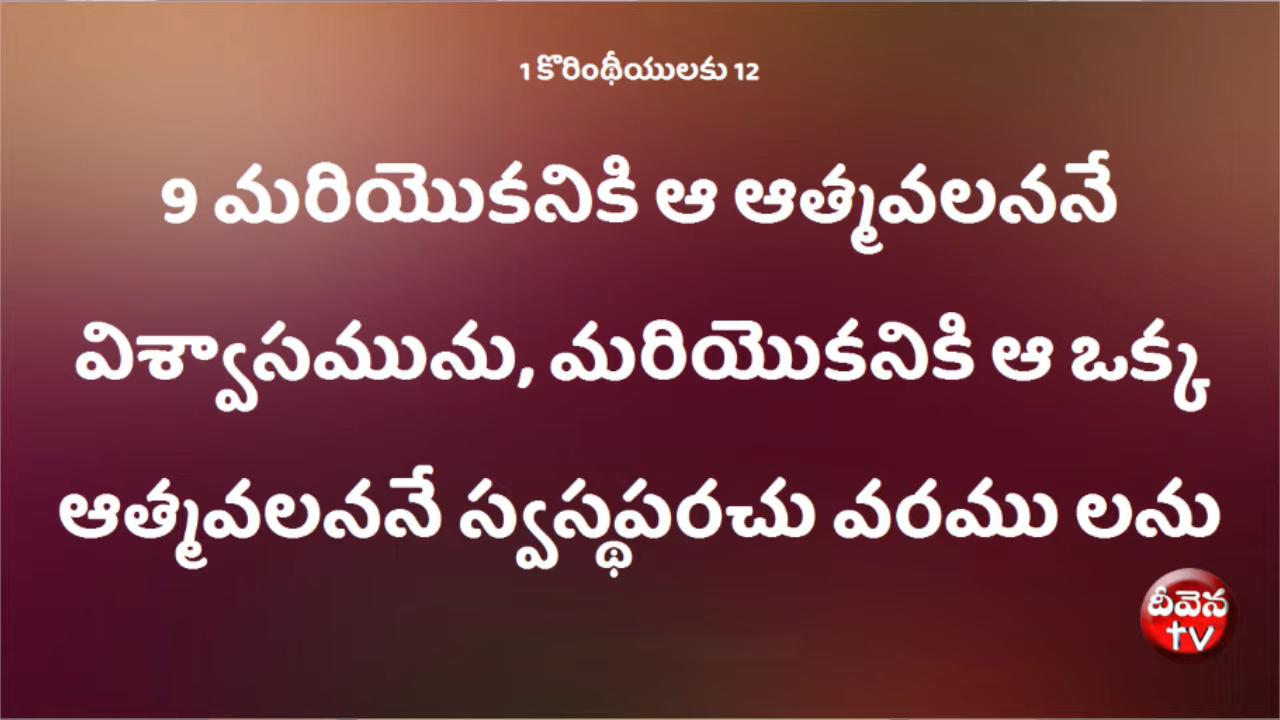 1 కొరింథీయులకు 12
9 మరియొకనికి ఆ ఆత్మవలననే
విశ్వాసమును, మరియొకనికి ఆ ఒక్క
ఆత్మవలననే స్వస్థపరచు వరము లను
దీవెన
tv